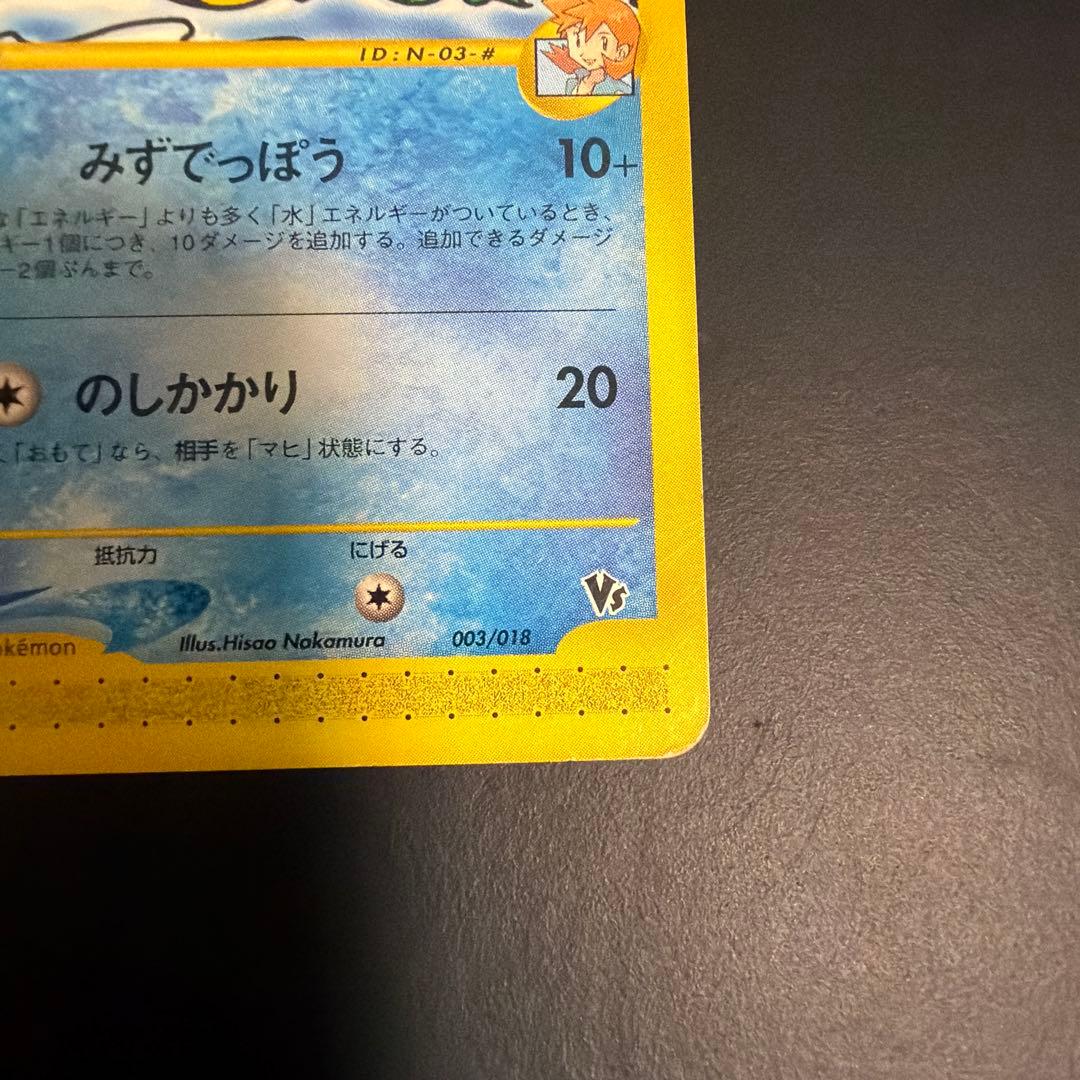 ID:N-03-#
みずでっぽう 10+
な「エネルギー」よりも多く「水」エネルギーがついているとき、
ギー1個につき、10ダメージを追加する。追加できるダメージ
ー2個ぶんまで。
のしかかり 20
「おもて」なら、相手を「マヒ」状態にする。
抵抗力 にげる
VS
okémon Illus.Hisao Nakamura 003/018